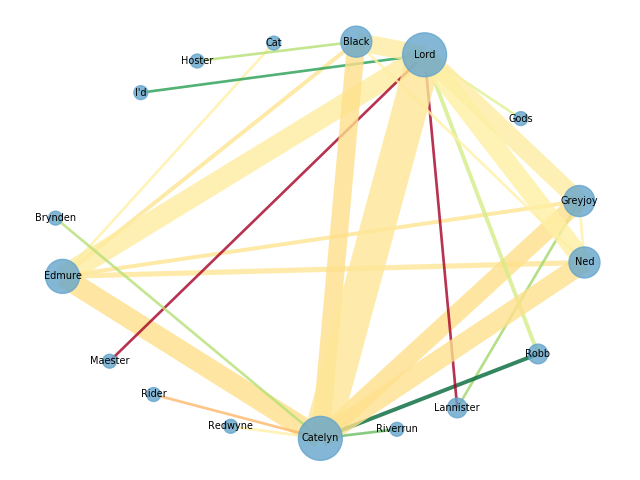 Cat
Black
Lord
Hoster
I'd
Gods
Greyjoy
Brynden
Ned
Edmure
Robb
Maester
Rider
Lannister
Redwyne
Riverrun
Catelyn